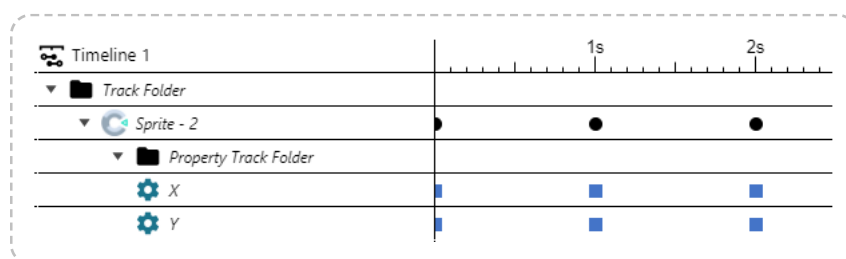 Timeline 1
1s 2s
Track Folder
Sprite - 2
Property Track Folder
X
Y